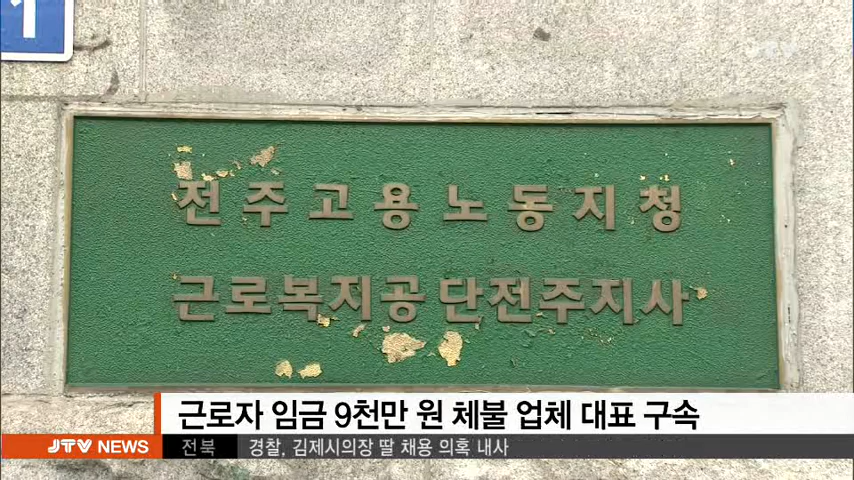 1
JTV
전주고용노동지청
근로복지공단전주지사
근로자 임금 9천만 원 체불 업체 대표 구속
JTV NEWS
전북
경찰, 김제시의장 딸 채용 의혹 내사